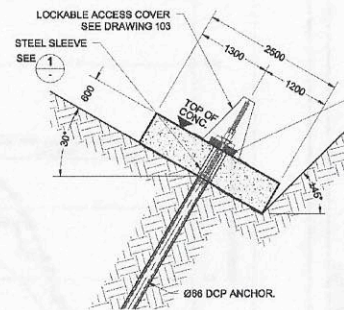 LOCKABLE ACCESS COVER
SEE DRAWING 103
STEEL SLEEVE
SEE 1
–
2500
1300
1200
600
TOP OF
CONC.
30°
±45°
Ø66 DCP ANCHOR.